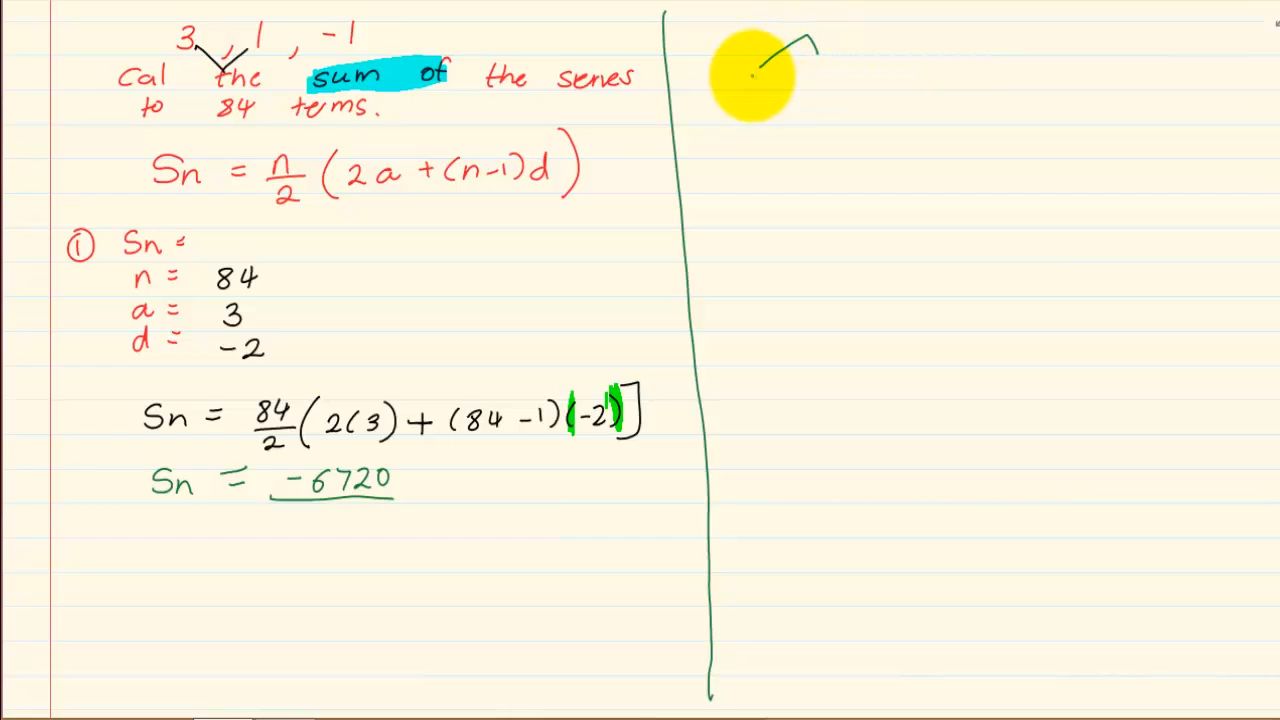 3, 1, -1
Cal the sum of the series
to 84 terms.
Sn = n/2 (2a + (n-1)d)
① Sn =
n = 84
a = 3
d = -2
Sn = 84/2 (2(3) + (84 -1)(-2)]
Sn = -6720